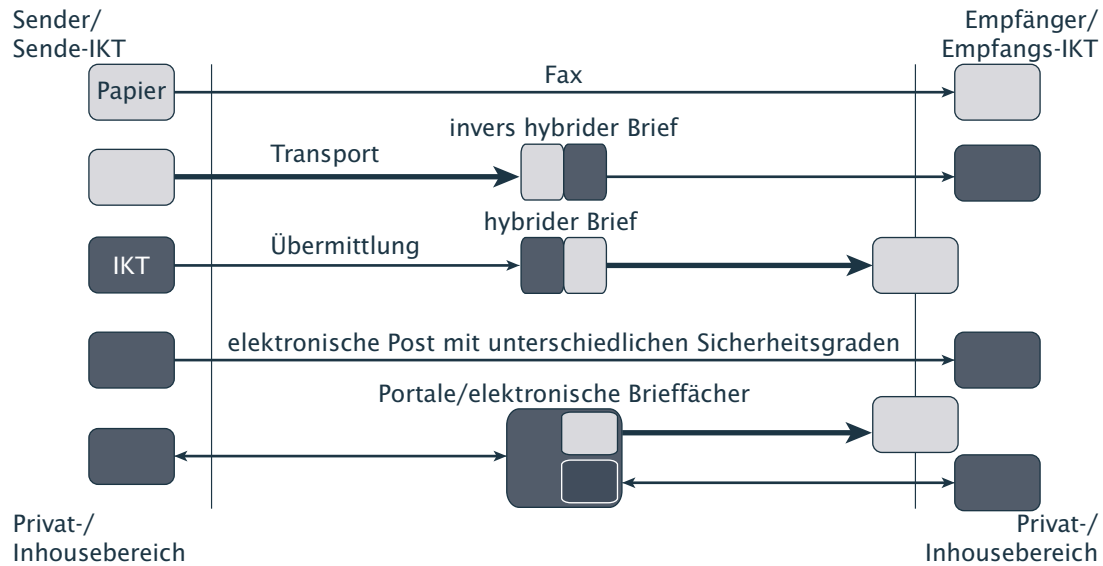 Sender/
Sende-IKT
Empfänger/
Empfangs-IKT
Papier
Fax
invers hybrider Brief
Transport
hybrider Brief
IKT
Übermittlung
elektronische Post mit unterschiedlichen Sicherheitsgraden
Portale/elektronische Brieffächer
Privat-/
Inhousebereich
Privat-/
Inhousebereich